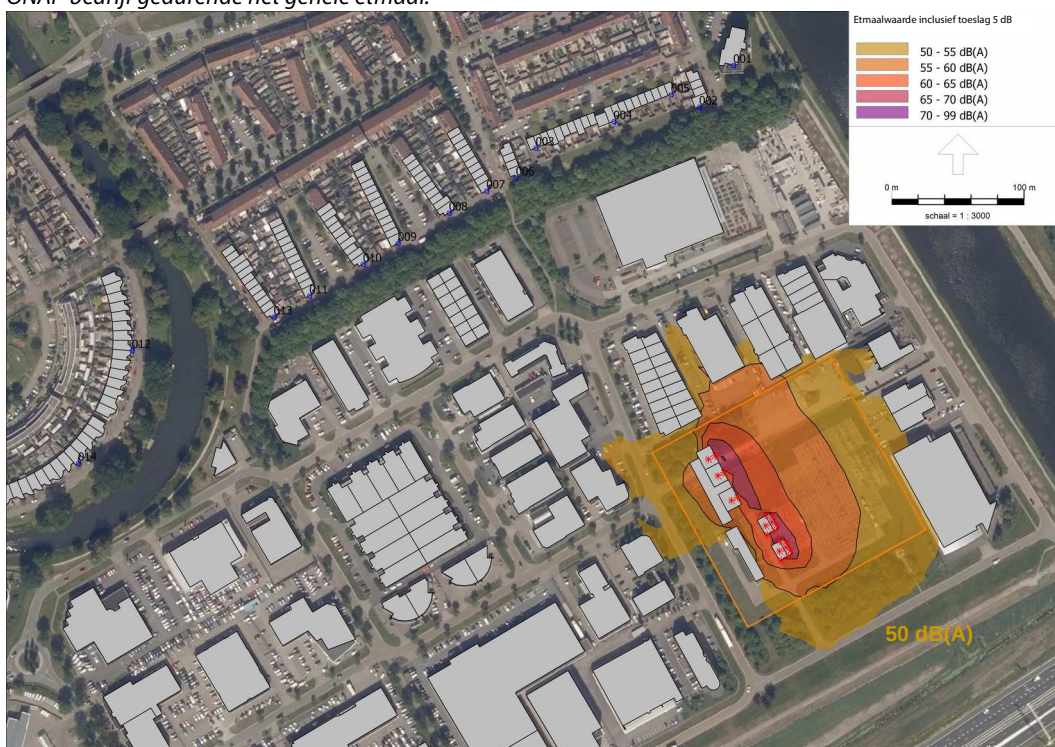 ONAF bedrijf gedurende het gehele etmaal.
Etmaalwaarde inclusief toeslag 5 dB
50 - 55 dB(A)
55 - 60 dB(A)
60 - 65 dB(A)
65 - 70 dB(A)
70 - 99 dB(A)
0 m
100 m
schaal = 1 : 3000
001
005
002
004
003
006
007
008
009
010
011
013
012
014
50 dB(A)